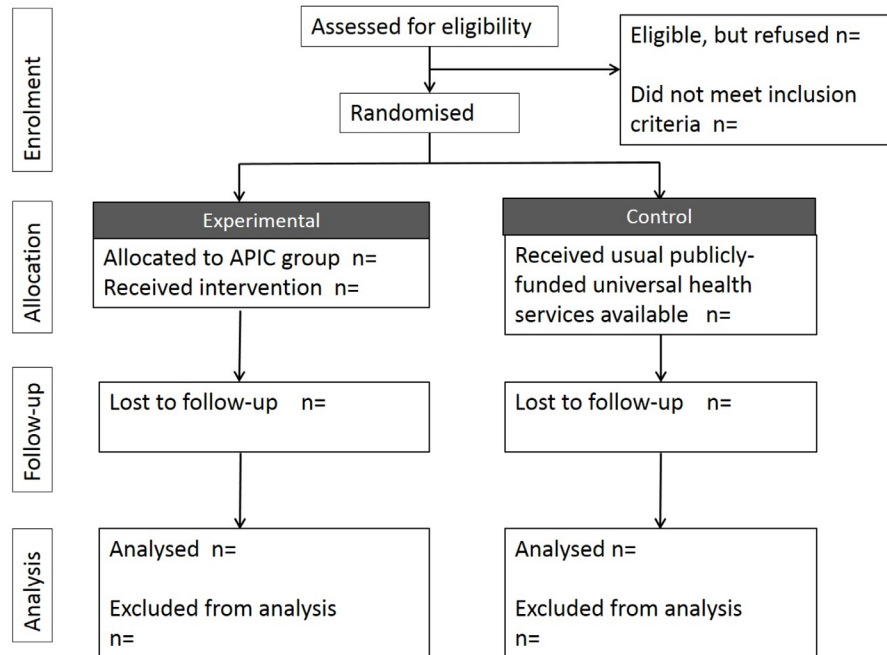 Enrolment
Assessed for eligibility
Eligible, but refused n=
Did not meet inclusion
criteria n=
Randomised
Allocation
Experimental
Allocated to APIC group n=
Received intervention n=
Control
Received usual publicly-
funded universal health
services available n=
Follow-up
Lost to follow-up n=
Lost to follow-up n=
Analysis
Analysed n=
Excluded from analysis
n=
Analysed n=
Excluded from analysis
n=